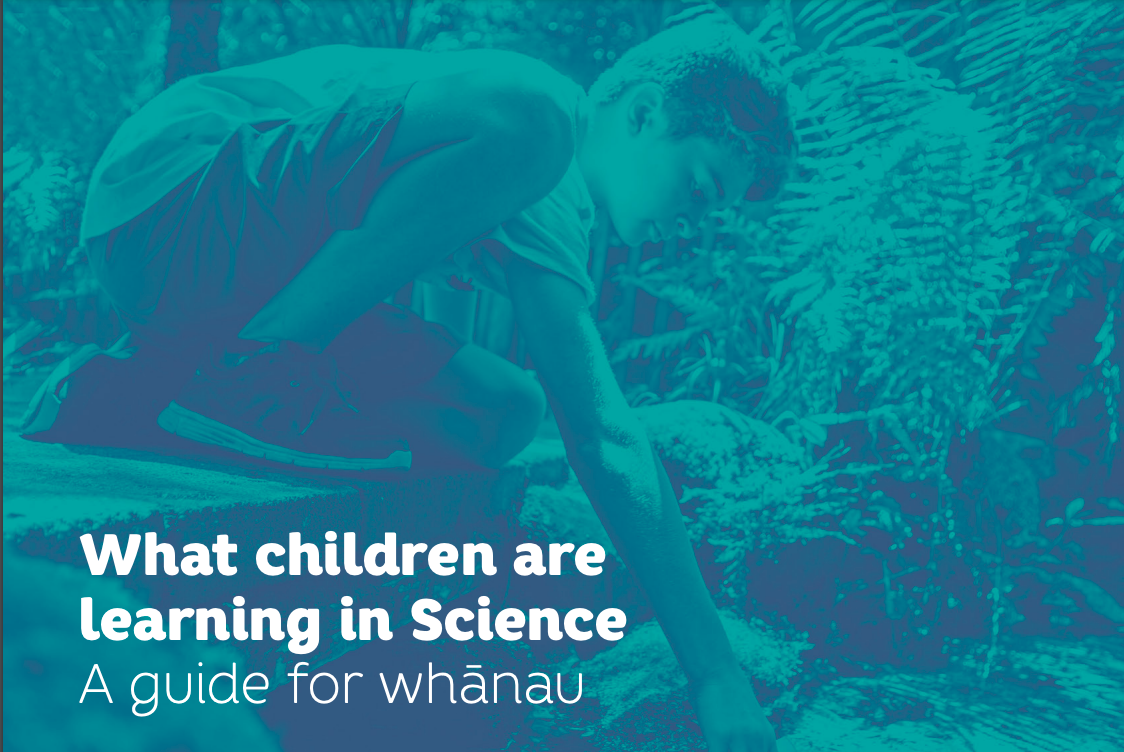 What children are
learning in Science
A guide for whānau